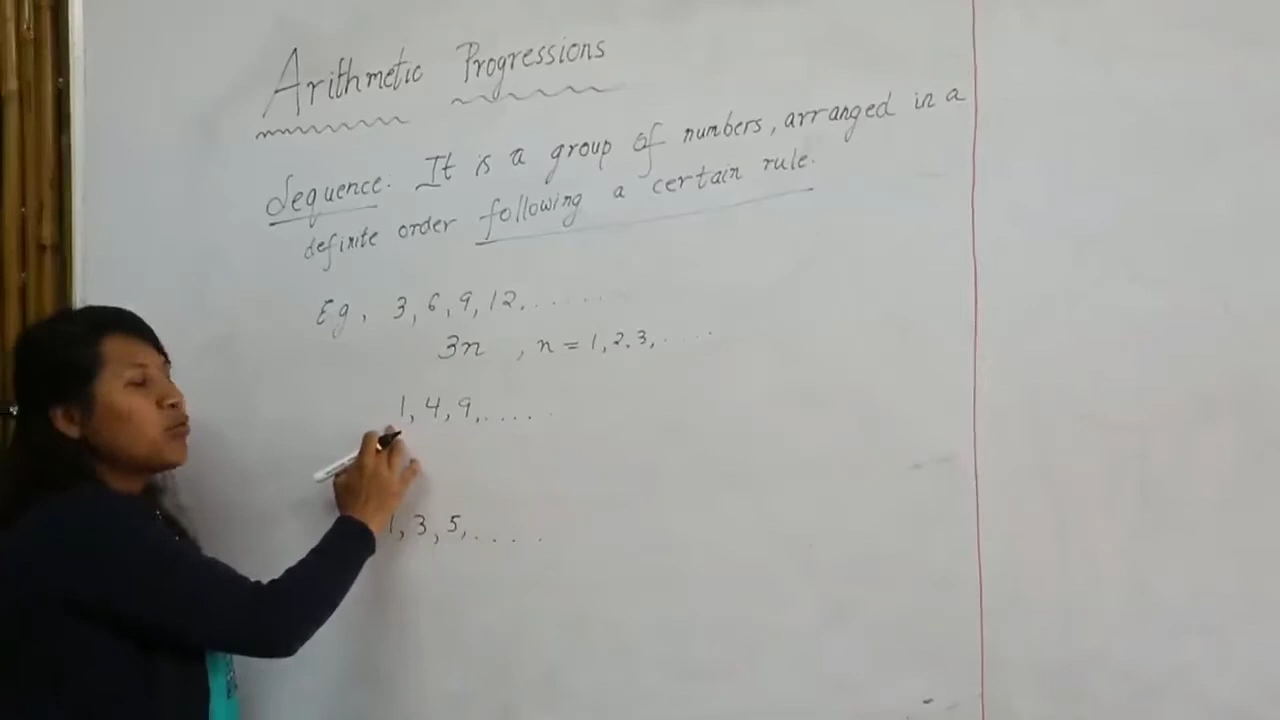 Arithmetic Progressions
Sequence. It is a group of numbers, arranged in a
definite order following a certain rule.
Eg, 3, 6, 9, 12, ......
3n , n = 1, 2, 3, ....
1, 4, 9, .....
1, 3, 5, ....